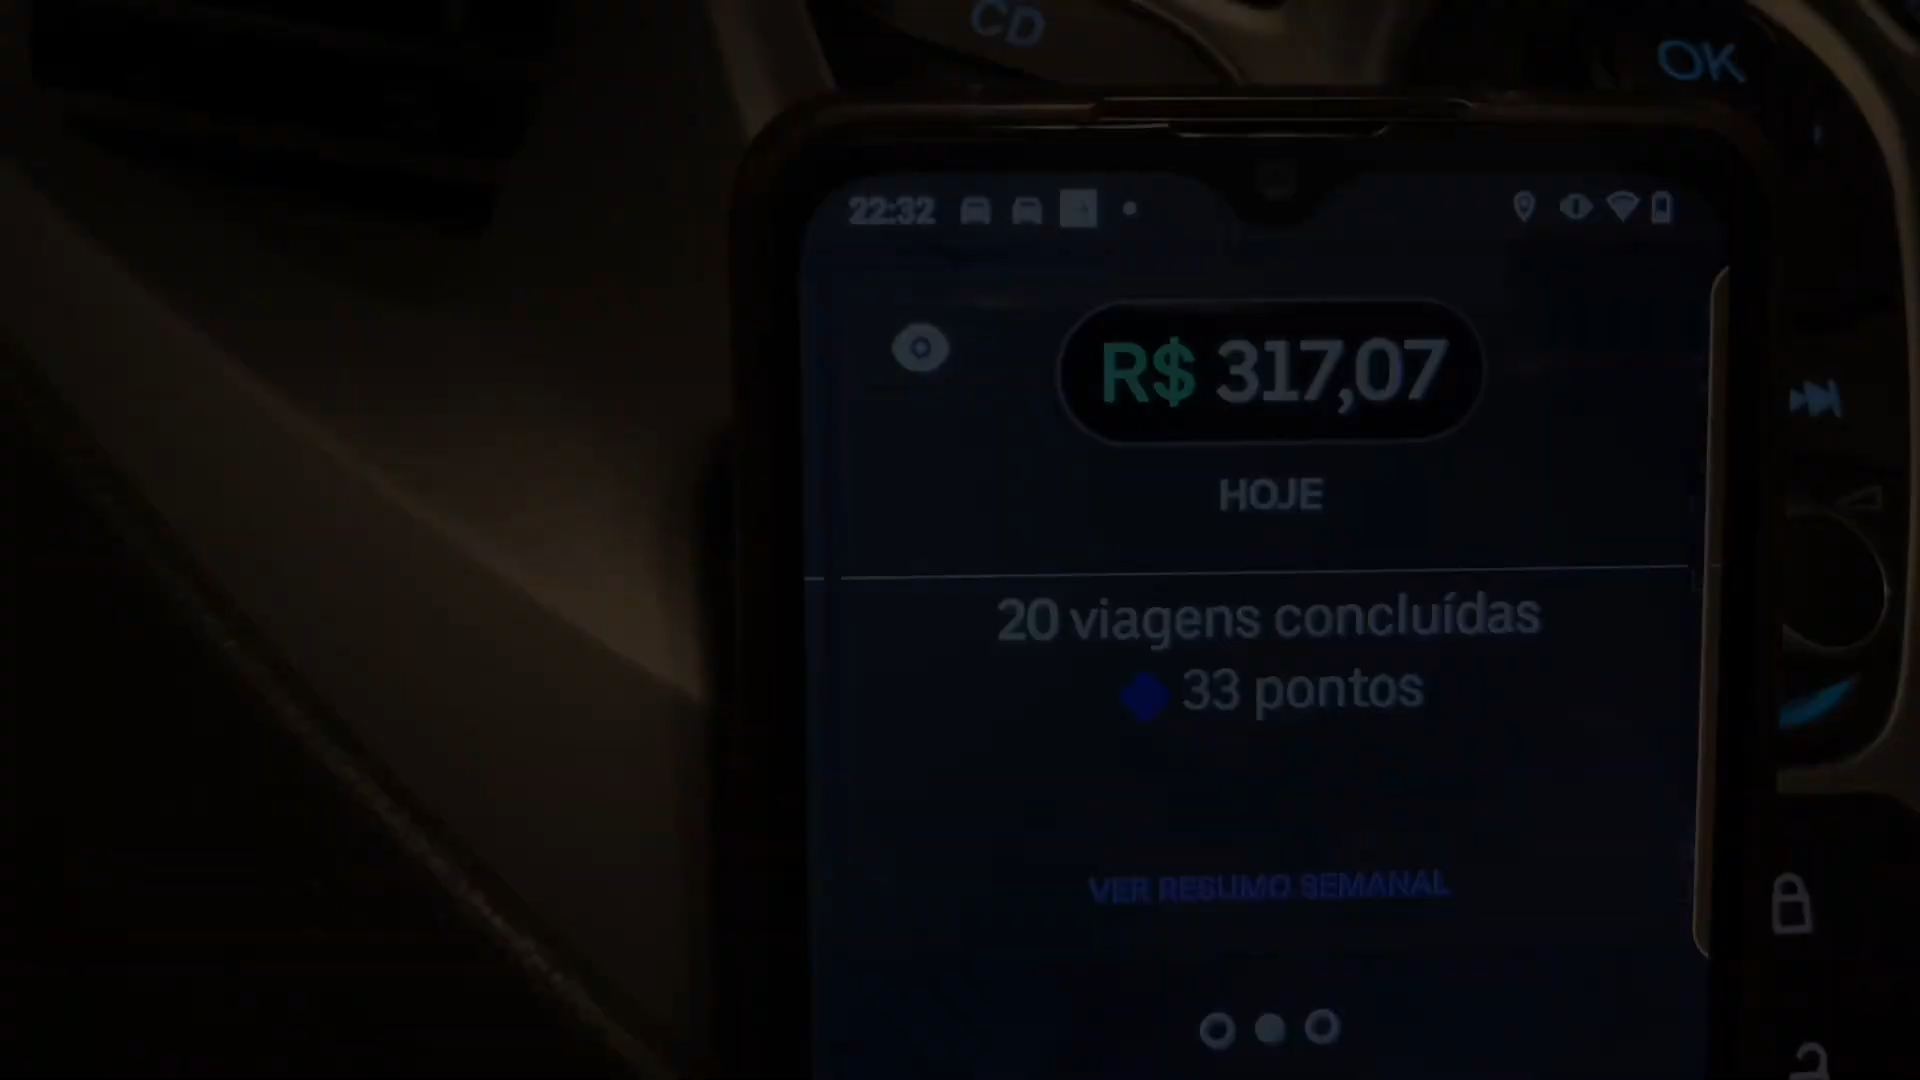 CD
OK
22:32
R$ 317,07
HOJE
20 viagens concluídas
33 pontos
VER RESUMO SEMANAL